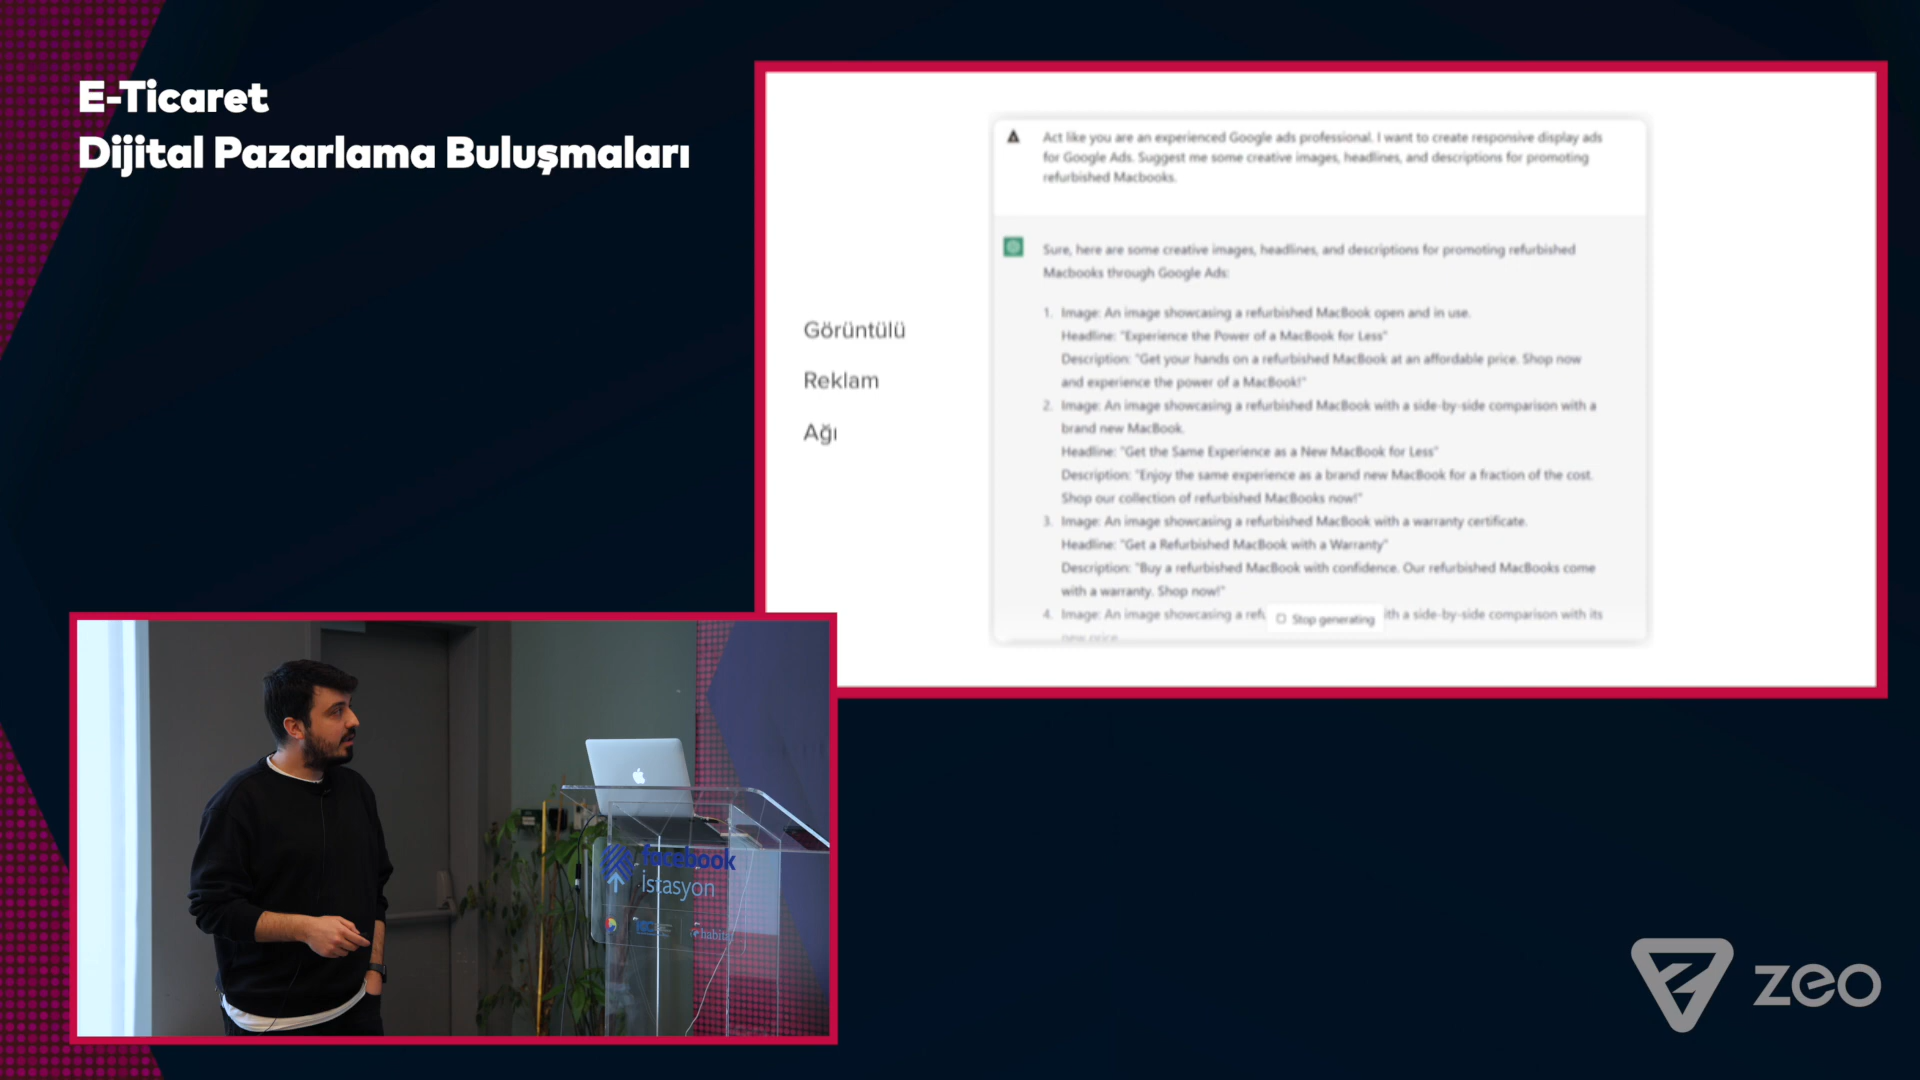 E-Ticaret
Dijital Pazarlama Buluşmaları
Görüntülü
Reklam
Ağı
Act like you are an experienced Google ads professional. I want to create responsive display ads
for Google Ads. Suggest me some creative images, headlines, and descriptions for promoting
refurbished Macbooks.
Sure, here are some creative images, headlines, and descriptions for promoting refurbished
Macbooks through Google Ads:
1. Image: An image showcasing a refurbished MacBook open and in use.
Headline: "Experience the Power of a MacBook for Less"
Description: "Get your hands on a refurbished MacBook at an affordable price. Shop now
and experience the power of a MacBook!"
2. Image: An image showcasing a refurbished MacBook with a side-by-side comparison with a
brand new MacBook.
Headline: "Get the Same Experience as a New MacBook for Less"
Description: "Enjoy the same experience as a brand new MacBook for a fraction of the cost.
Shop our collection of refurbished MacBooks now!"
3. Image: An image showcasing a refurbished MacBook with a warranty certificate.
Headline: "Get a Refurbished MacBook with a Warranty"
Description: "Buy a refurbished MacBook with confidence. Our refurbished MacBooks come
with a warranty. Shop now!"
4. Image: An image showcasing a refu Stop generating ith a side-by-side comparison with its
new price.
facebook
İstasyon
zeo